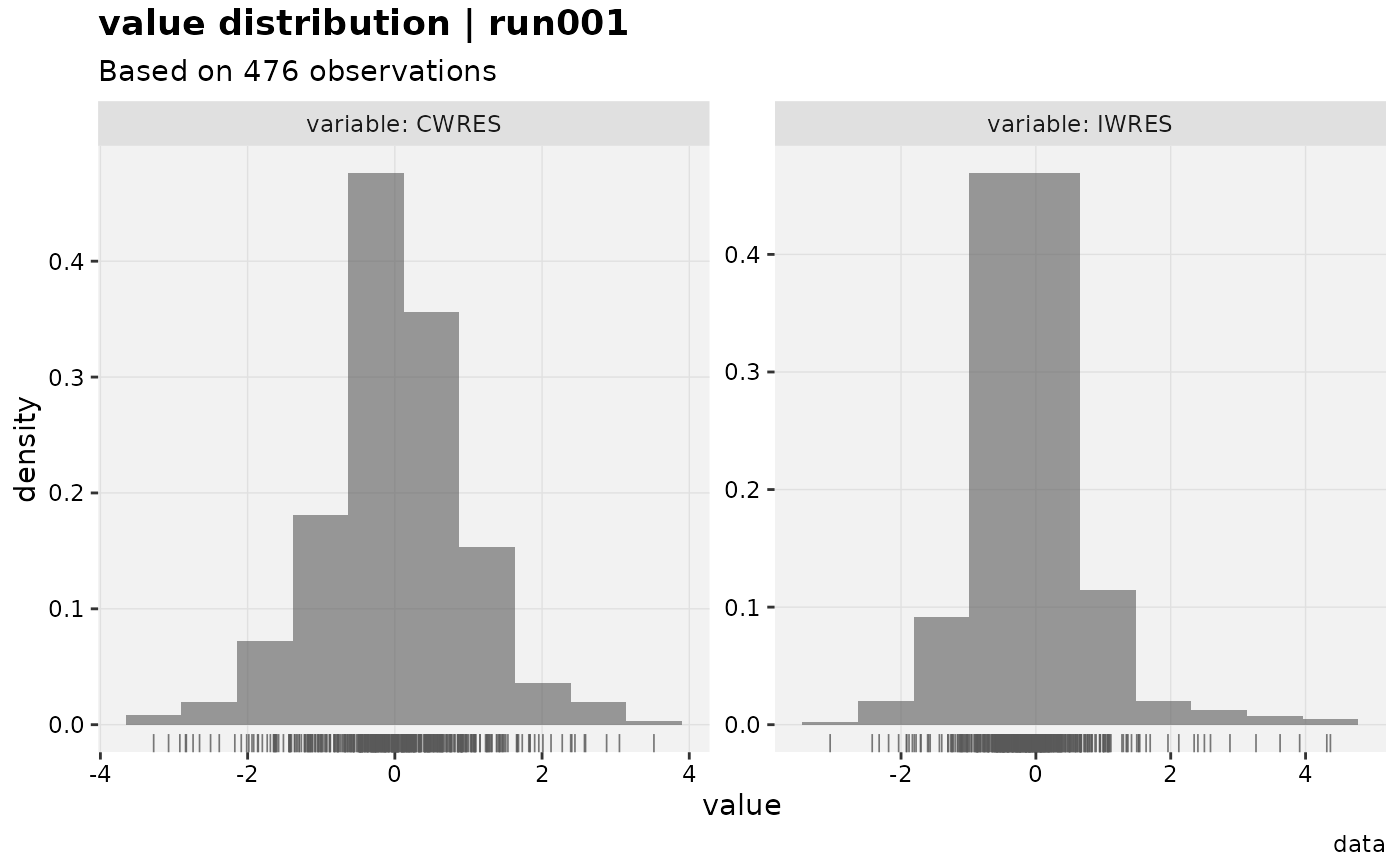 value distribution | run001
Based on 476 observations
variable: CWRES
variable: IWRES
density
0.4
0.3
0.2
0.1
0.0
0.4
0.3
0.2
0.1
0.0
-4 -2 0 2 4
-2 0 2 4
value
data